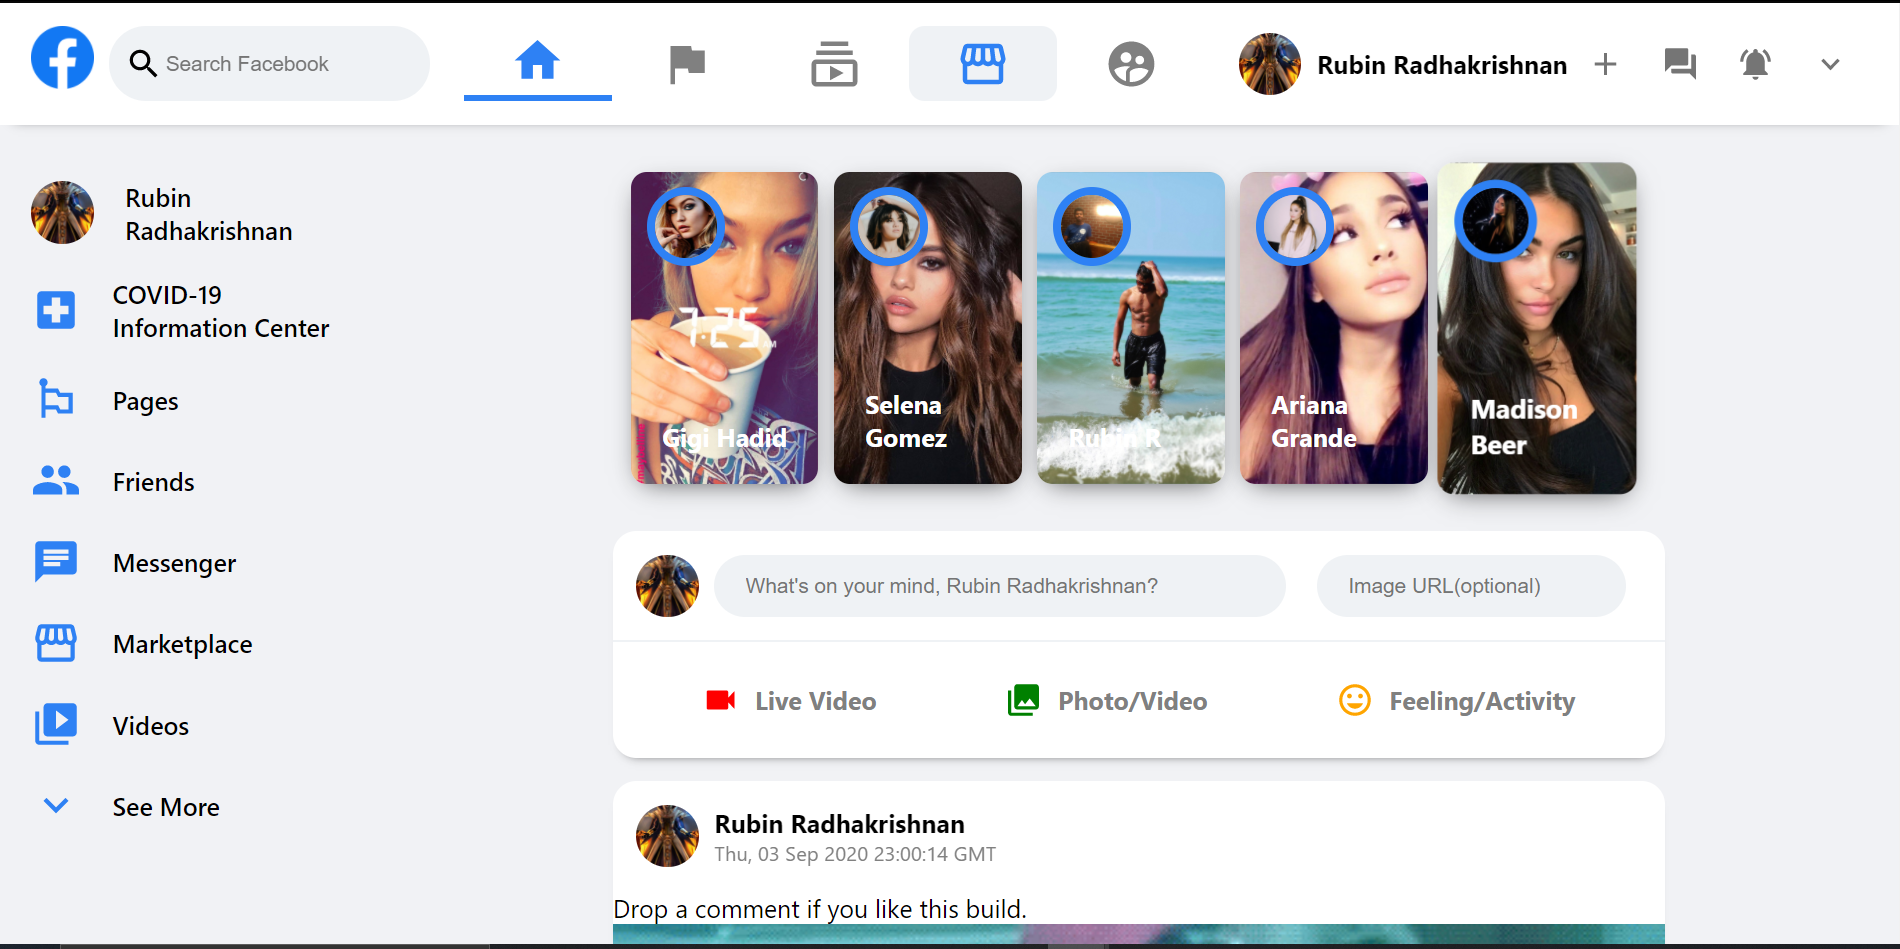 Search Facebook
Rubin Radhakrishnan
Rubin
Radhakrishnan
COVID-19
Information Center
Pages
Friends
Messenger
Marketplace
Videos
See More
7:25 AM
Gigi Hadid
Selena
Gomez
Rubin R
Ariana
Grande
Madison
Beer
What's on your mind, Rubin Radhakrishnan?
Image URL(optional)
Live Video
Photo/Video
Feeling/Activity
Rubin Radhakrishnan
Thu, 03 Sep 2020 23:00:14 GMT
Drop a comment if you like this build.